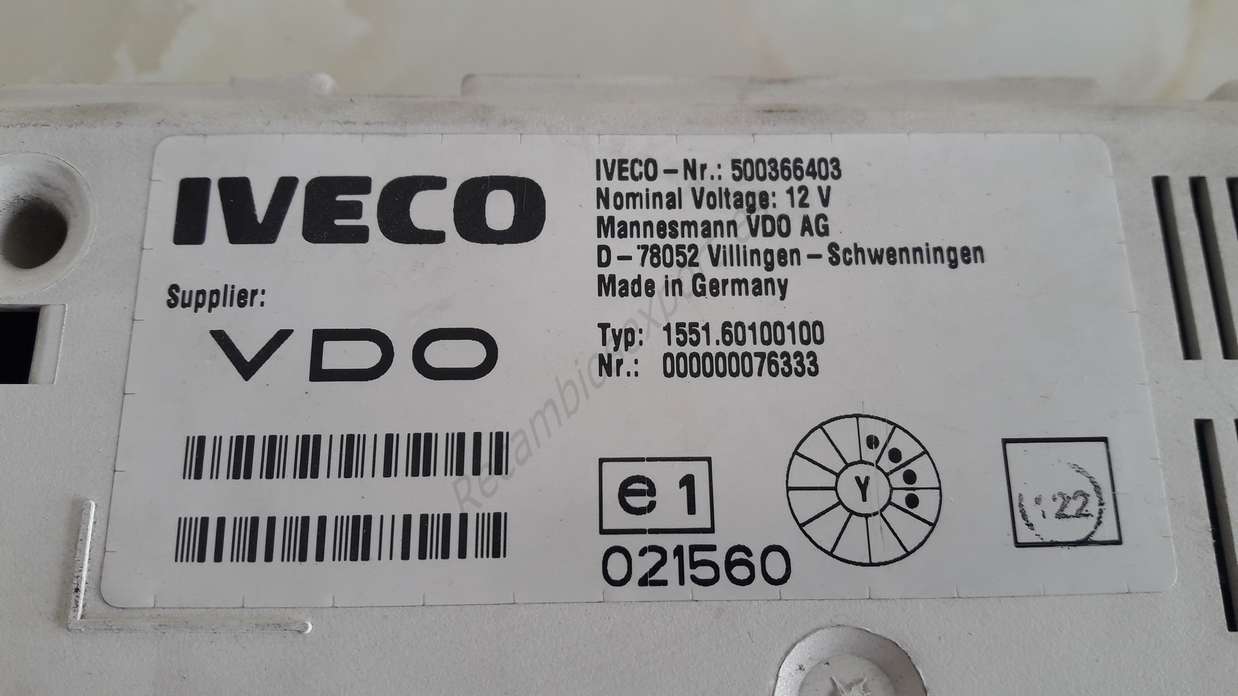 IVECO
Supplier:
VDO
IVECO-Nr.: 500366403
Nominal Voltage: 12 V
Mannesmann VDO AG
D-78052 Villingen-Schwenningen
Made in Germany
Typ: 1551.60100100
Nr.: 000000076333
e1
021560
Y
22